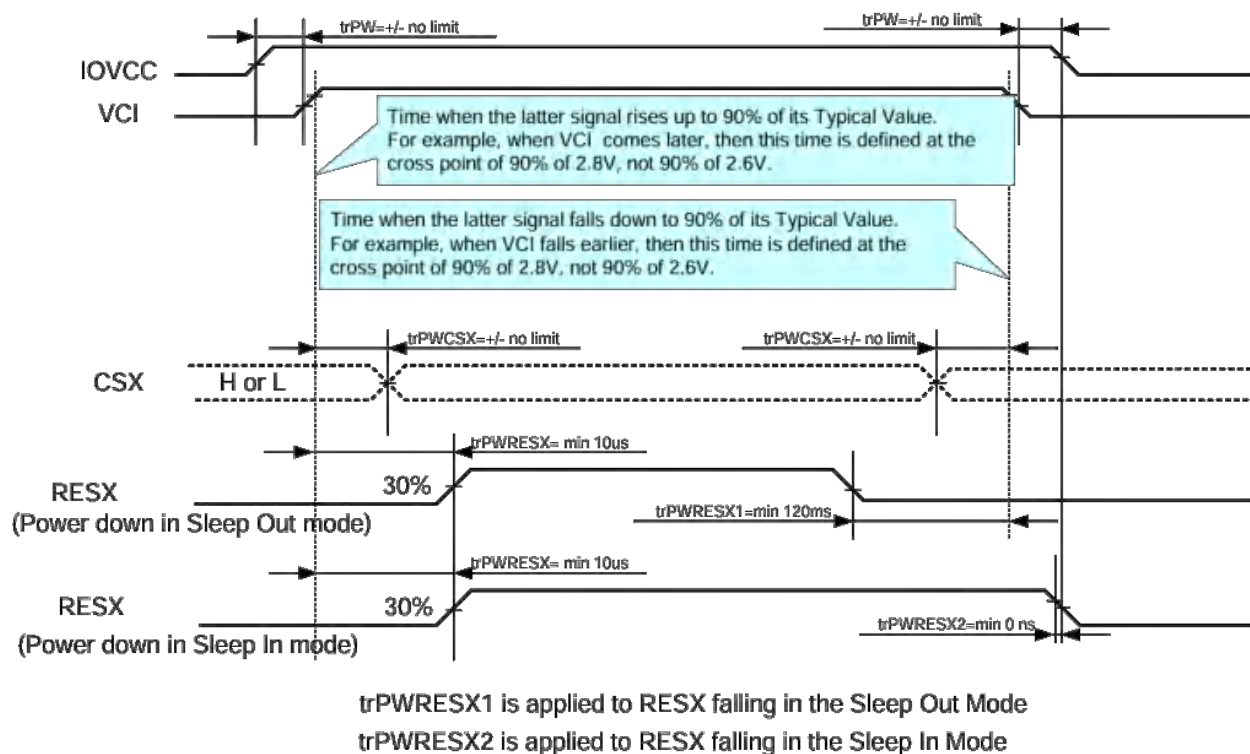 trPW=+/- no limit
trPW=+/- no limit
IOVCC
VCI
Time when the latter signal rises up to 90% of its Typical Value.
For example, when VCI comes later, then this time is defined at the
cross point of 90% of 2.8V, not 90% of 2.6V.
Time when the latter signal falls down to 90% of its Typical Value.
For example, when VCI falls earlier, then this time is defined at the
cross point of 90% of 2.8V, not 90% of 2.6V.
trPWCSX=+/- no limit
trPWCSX=+/- no limit
CSX
H or L
trPWRESX= min 10us
RESX
30%
(Power down in Sleep Out mode)
trPWRESX1=min 120ms
trPWRESX= min 10us
RESX
30%
(Power down in Sleep In mode)
trPWRESX2=min 0 ns
trPWRESX1 is applied to RESX falling in the Sleep Out Mode
trPWRESX2 is applied to RESX falling in the Sleep In Mode